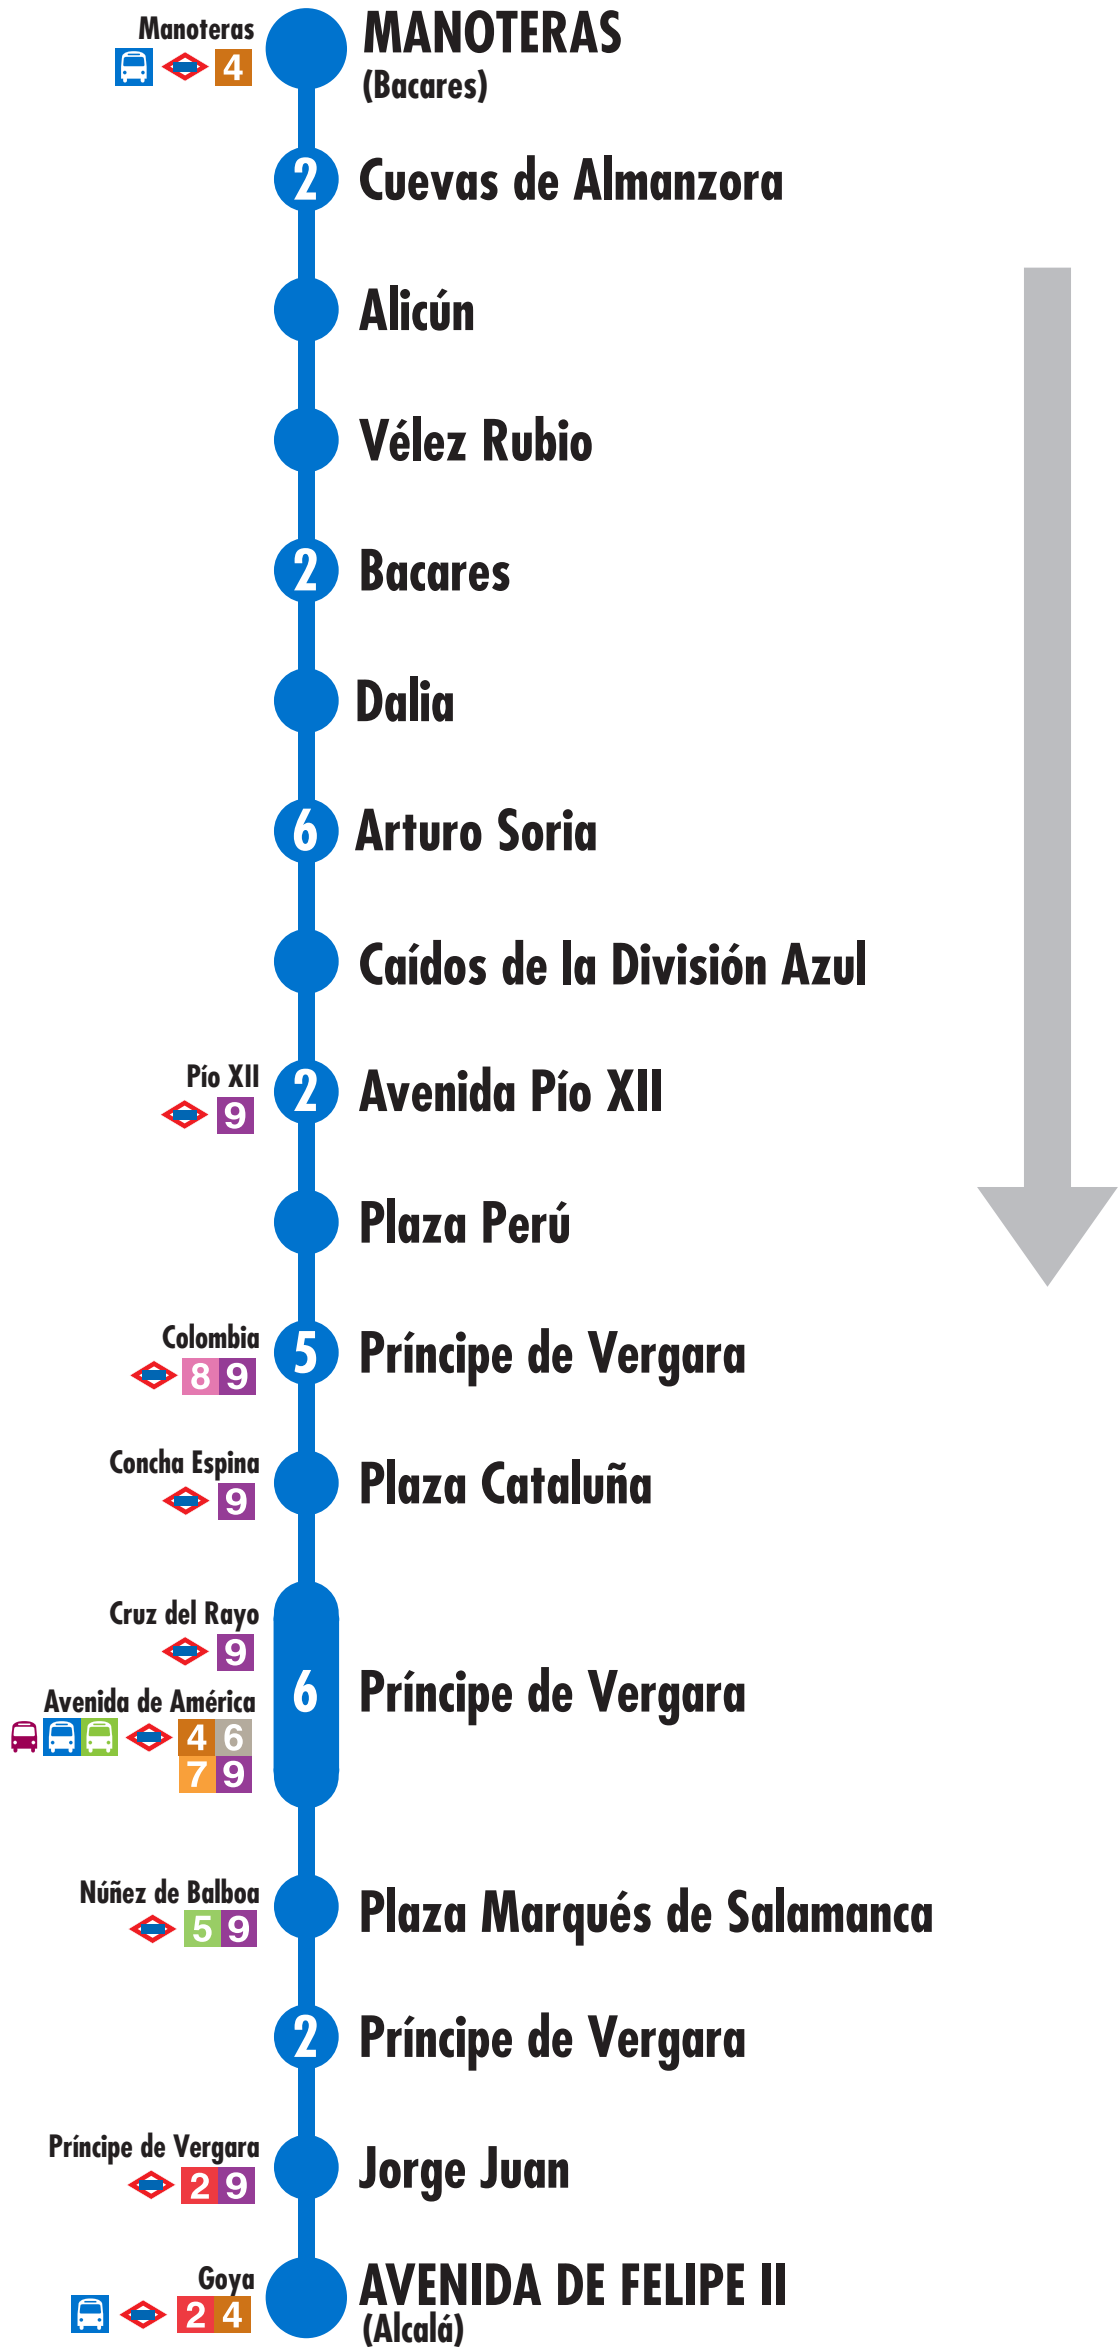 Manoteras
4
MANOTERAS
(Bacares)
2 Cuevas de Almanzora
Alicún
Vélez Rubio
2 Bacares
Dalia
6 Arturo Soria
Caídos de la División Azul
Pío XII
9
2 Avenida Pío XII
Plaza Perú
Colombia
8 9
5 Príncipe de Vergara
Concha Espina
9
Plaza Cataluña
Cruz del Rayo
9
Avenida de América
4 6
7 9
6 Príncipe de Vergara
Núñez de Balboa
5 9
Plaza Marqués de Salamanca
2 Príncipe de Vergara
Príncipe de Vergara
2 9
Jorge Juan
Goya
2 4
AVENIDA DE FELIPE II
(Alcalá)